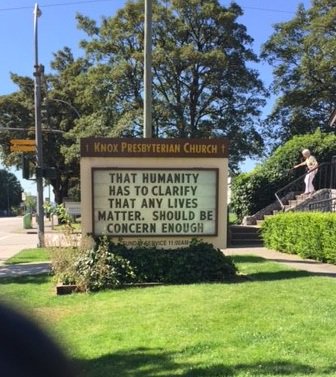 † KNOX PRESBYTERIAN CHURCH †
THAT HUMANITY
HAS TO CLARIFY
THAT ANY LIVES
MATTER. SHOULD BE
CONCERN ENOUGH
SUNDAY SERVICE 11:00AM